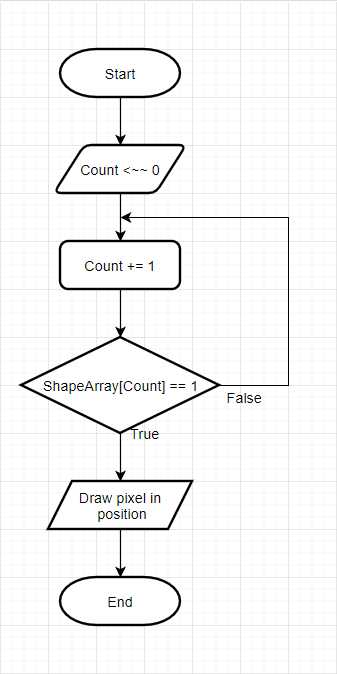 Start
Count <~~ 0
Count += 1
ShapeArray[Count] == 1
False
True
Draw pixel in
position
End